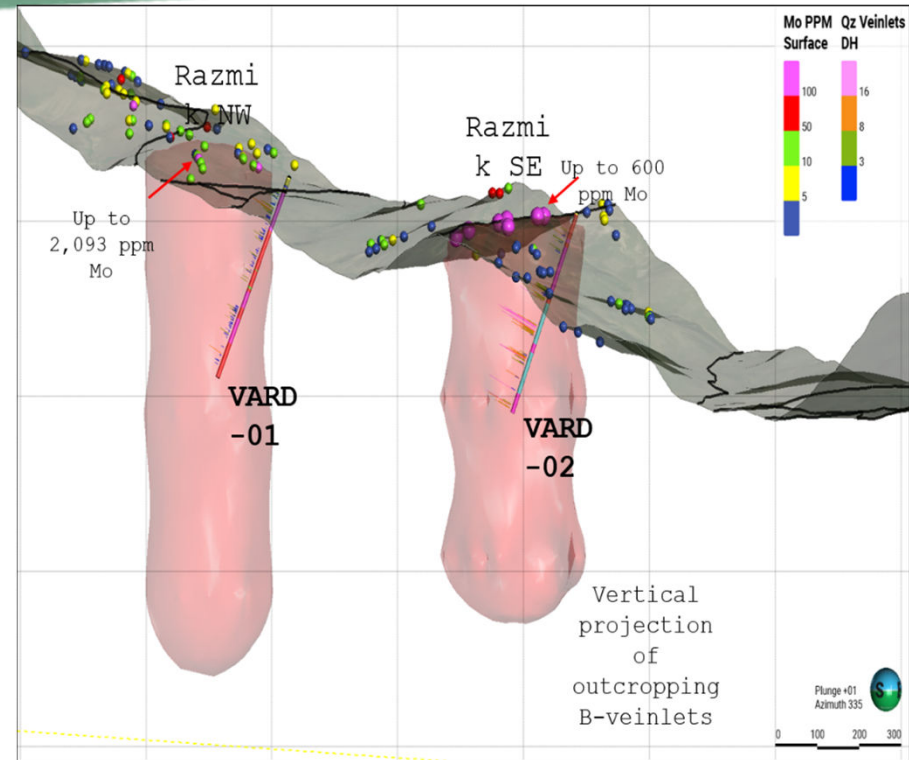 Mo PPM
Surface
Qz Veinlets
DH
100
50
10
5
16
8
3
Razmi
k NW
Up to
2,093 ppm
Mo
Razmi
k SE
Up to 600
ppm Mo
VARD
-01
VARD
-02
Vertical
projection
of
outcropping
B-veinlets
Plunge +01
Azimuth 335
S
0 100 200 300